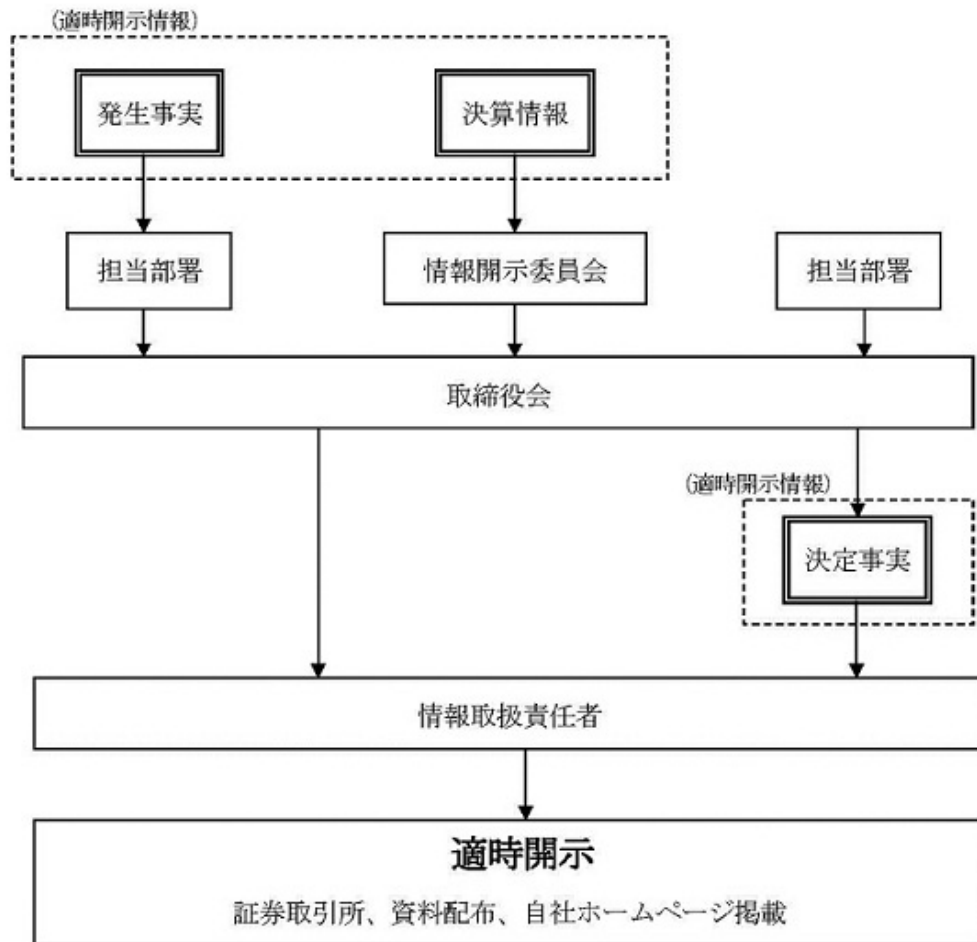 (適時開示情報)
発生事実
決算情報
担当部署
情報開示委員会
担当部署
取締役会
(適時開示情報)
決定事実
情報取扱責任者
適時開示
証券取引所、資料配布、自社ホームページ掲載